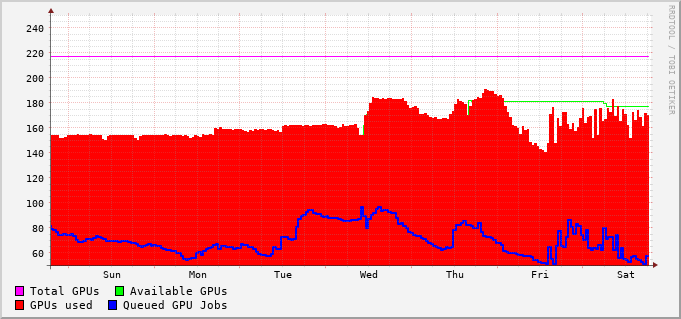 RRDTOOL / TOBI OETIKER
240
220
200
180
160
140
120
100
80
60
Sun Mon Tue Wed Thu Fri Sat
Total GPUs Available GPUs
GPUs used Queued GPU Jobs